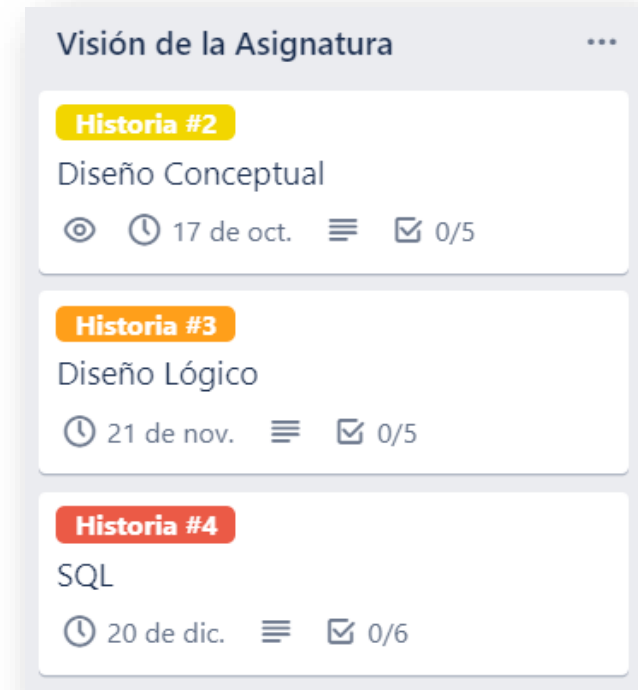 Visión de la Asignatura
Historia #2
Diseño Conceptual
17 de oct. 0/5
Historia #3
Diseño Lógico
21 de nov. 0/5
Historia #4
SQL
20 de dic. 0/6